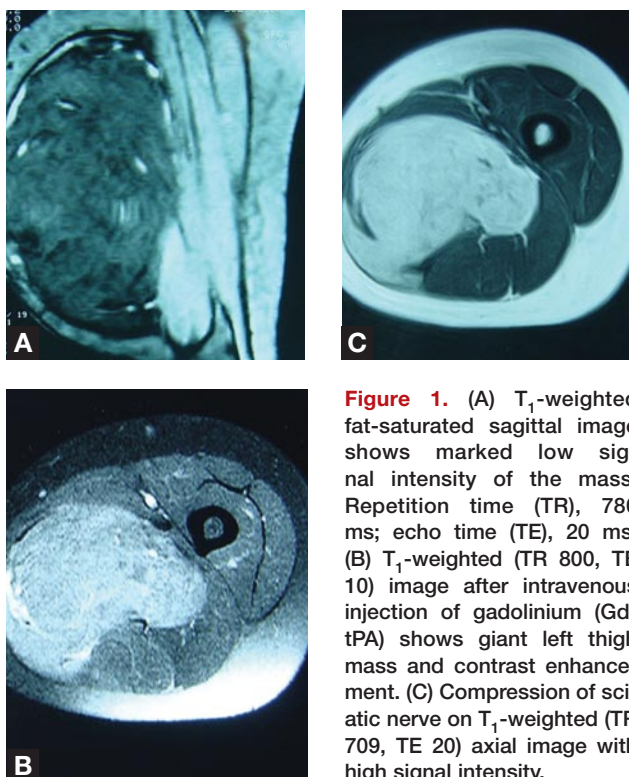 A
C
B
Figure 1. (A) T1-weighted
fat-saturated sagittal image
shows marked low sig
nal intensity of the mass
Repetition time (TR), 780
ms; echo time (TE), 20 ms
(B) T1-weighted (TR 800, TE
10) image after intravenous
injection of gadolinium (Gd
tPA) shows giant left thigh
mass and contrast enhance
ment. (C) Compression of sci
atic nerve on T1-weighted (TR
709, TE 20) axial image with
high signal intensity.